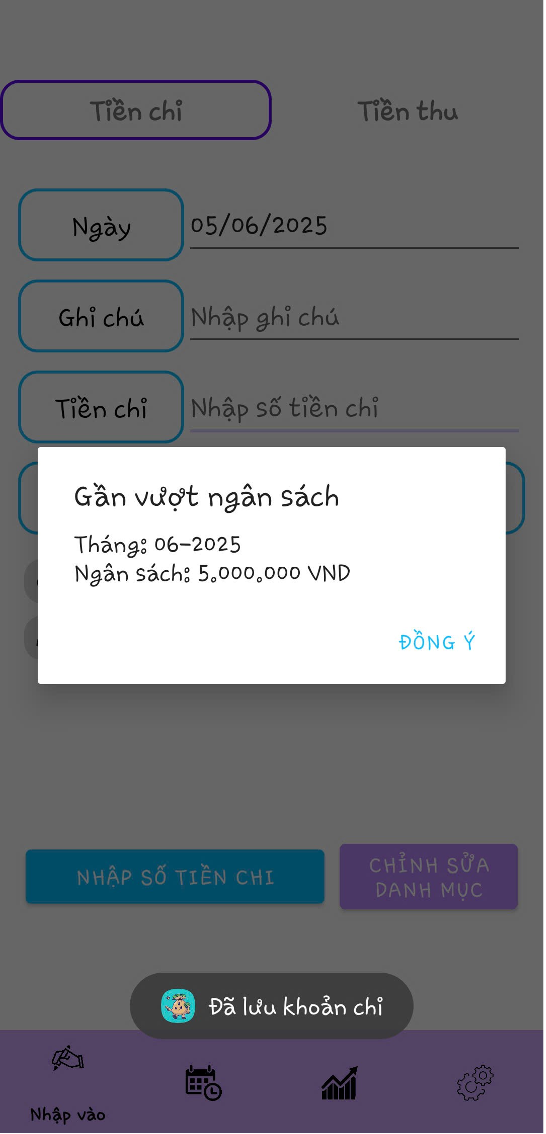 Tiền chi
Tiền thu
Ngày
05/06/2025
Ghi chú
Nhập ghi chú
Tiền chi
Nhập số tiền chi
Gần vượt ngân sách
Tháng: 06-2025
Ngân sách: 5.000.000 VND
ĐỒNG Ý
NHẬP SỐ TIỀN CHI
CHỈNH SỬA
DANH MỤC
Đã lưu khoản chi
Nhập vào